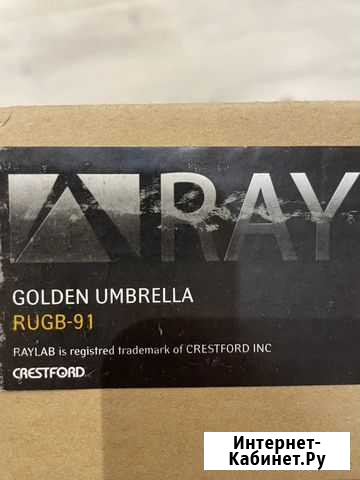 RAY
GOLDEN UMBRELLA
RUGB-91
RAYLAB is registred trademark of CRESTFORD INC
CRESTFORD
Интернет-
Кабинет.Ру